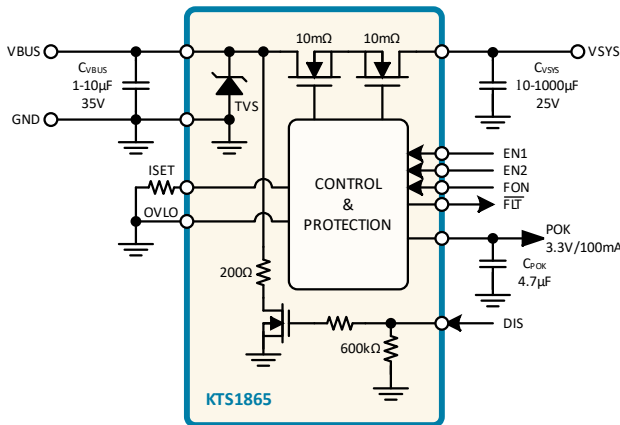 10mΩ 10mΩ
VBUS
VSYS
CVBUS
1-10µF
35V
TVS
CVSYS
10-1000µF
25V
GND
ISET
EN1
EN2
FON
FLT
CONTROL
&
PROTECTION
OVLO
POK
3.3V/100mA
200Ω
CPOK
4.7µF
DIS
600kΩ
KTS1865